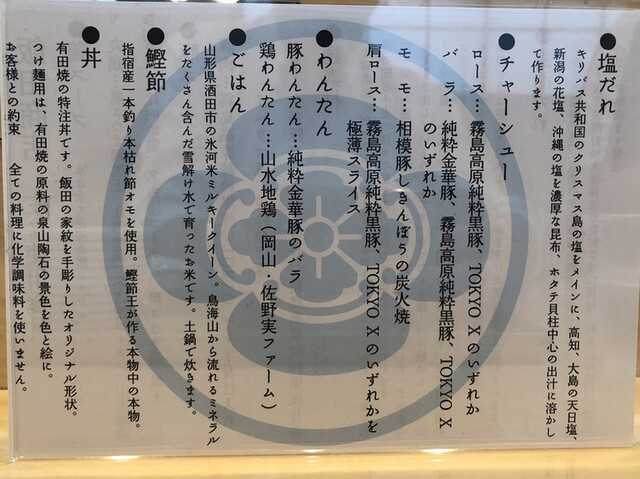 ●塩だれ
キリバス共和国のクリスマス島の塩をメインに、高知、大島の天日塩、
新潟の花塩、沖縄の塩を濃厚な昆布、ホタテ貝柱中心の出汁に溶かし
て作ります。
●チャーシュー
ロース…霧島高原純粋黒豚、TOKYO Xのいずれか
バラ…純粋金華豚、霧島高原純粋黒豚、TOKYO X
のいずれか
モモ…相模豚しきんぼうの炭火焼
肩ロース…霧島高原純粋黒豚、TOKYO Xのいずれかを
極薄スライス
●わんたん
豚わんたん…純粋金華豚のバラ
鶏わんたん…山水地鶏（岡山・佐野実ファーム）
●ごはん
山形県酒田市の氷河米ミルキークイーン。鳥海山から流れるミネラル
をたくさん含んだ雪解け水で育ったお米です。土鍋で炊きます。
●鰹節
指宿産一本釣り本枯れ節オモを使用。鰹節王が作る本物中の本物。
●丼
有田焼の特注丼です。飯田の家紋を手彫りしたオリジナル形状。
つけ麺用は、有田焼の原料の泉山陶石の景色を色と絵に。
お客様との約束　全ての料理に化学調味料を使いません。